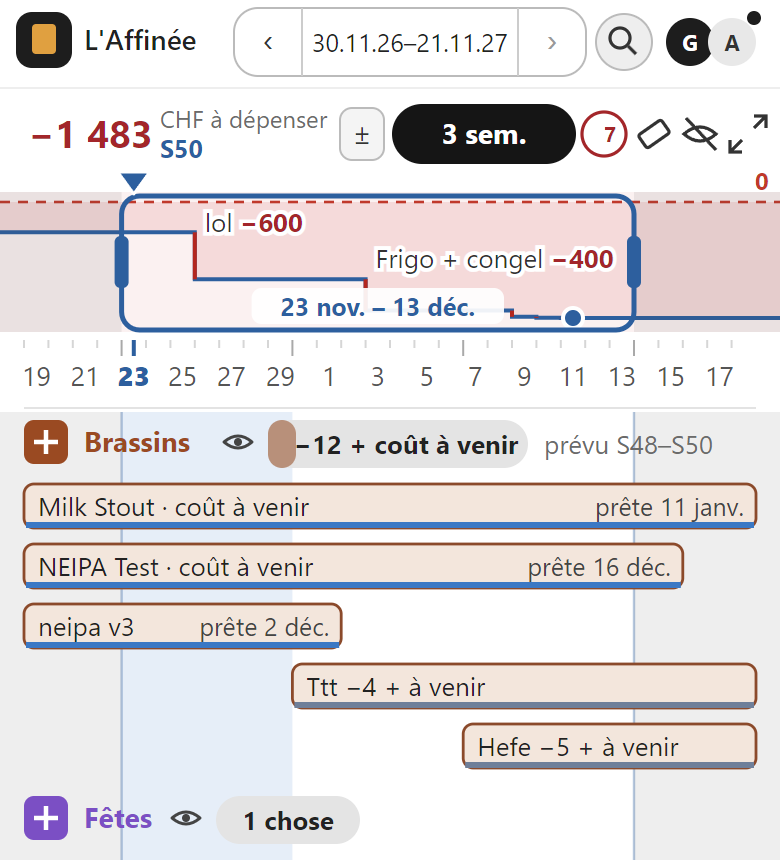 L'Affinée
‹ 30.11.26–21.11.27 ›
G A
−1 483 CHF à dépenser
S50
±
3 sem.
7
0
lol −600
Frigo + congel −400
23 nov. – 13 déc.
19 21 23 25 27 29 1 3 5 7 9 11 13 15 17
Brassins
−12 + coût à venir
prévu S48–S50
Milk Stout · coût à venir prête 11 janv.
NEIPA Test · coût à venir prête 16 déc.
neipa v3 prête 2 déc.
Ttt −4 + à venir
Hefe −5 + à venir
Fêtes
1 chose